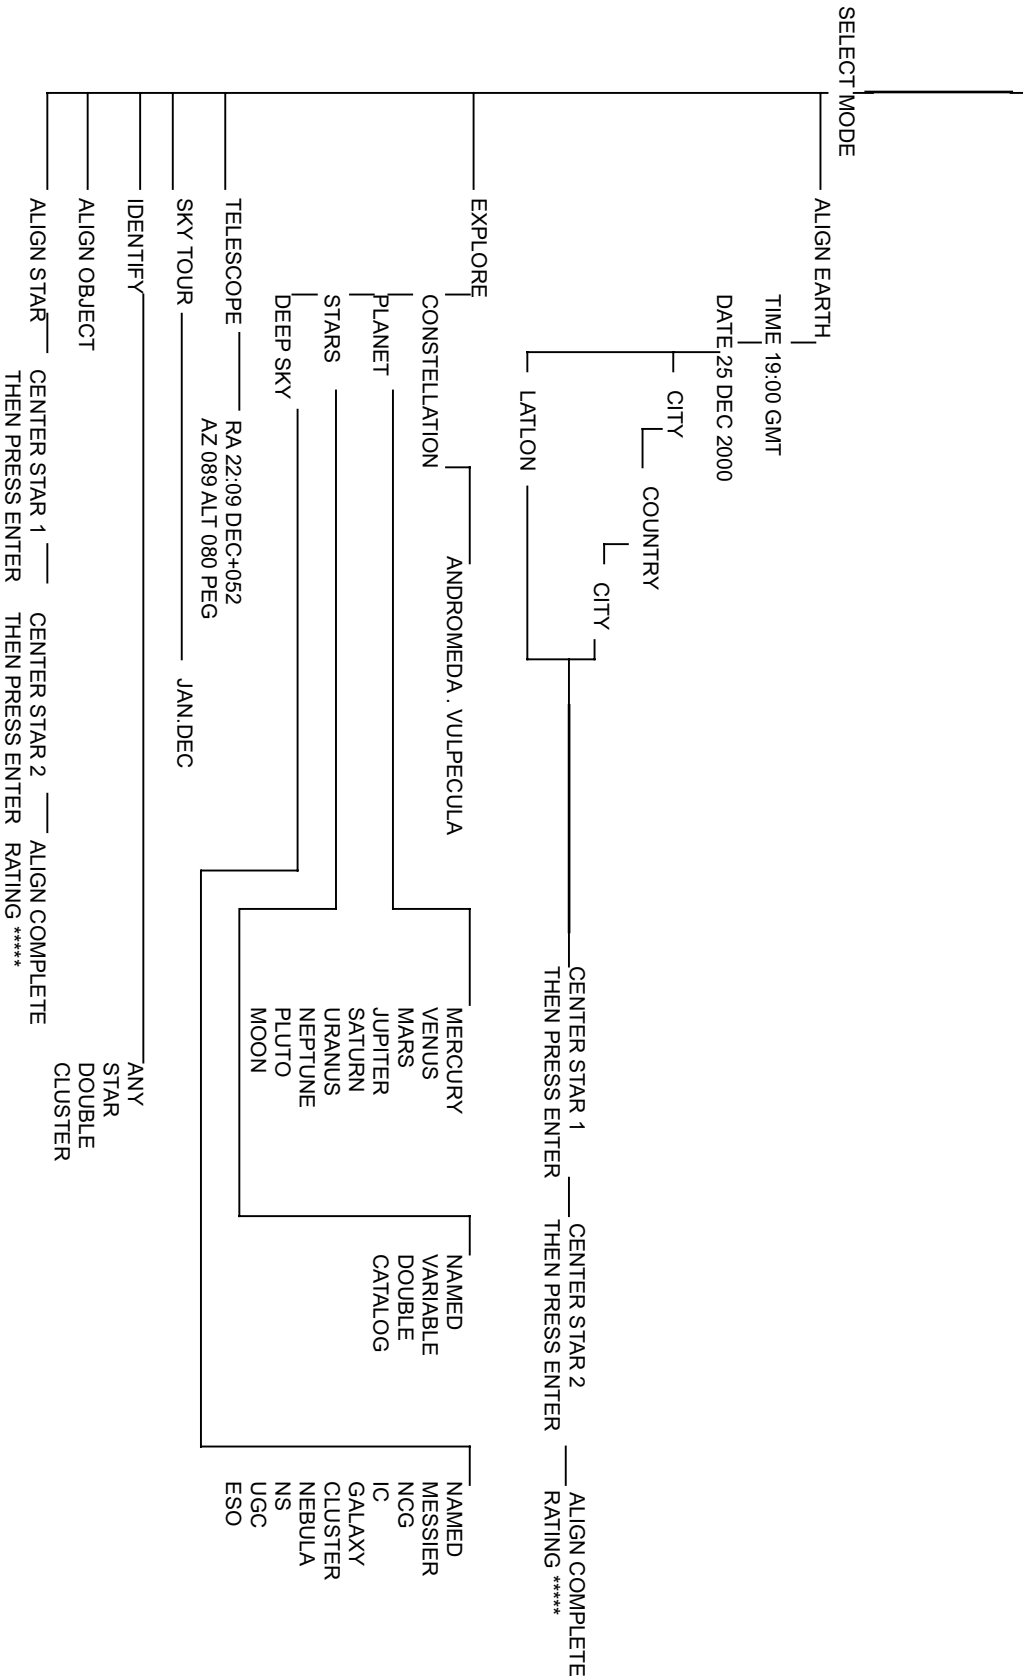 SELECT MODE
ALIGN EARTH
TIME 19:00 GMT
DATE 25 DEC 2000
CITY
COUNTRY
CITY
LATLON
CENTER STAR 1
THEN PRESS ENTER
CENTER STAR 2
THEN PRESS ENTER
ALIGN COMPLETE
RATING *****
EXPLORE
CONSTELLATION
ANDROMEDA . VULPECULA
PLANET
MERCURY
VENUS
MARS
JUPITER
SATURN
URANUS
NEPTUNE
PLUTO
MOON
STARS
NAMED
VARIABLE
DOUBLE
CATALOG
DEEP SKY
NAMED
MESSIER
NCG
IC
GALAXY
CLUSTER
NEBULA
NS
UGC
ESO
TELESCOPE
RA 22:09 DEC+052
AZ 089 ALT 080 PEG
SKY TOUR
JAN.DEC
IDENTIFY
ANY
STAR
DOUBLE
CLUSTER
ALIGN OBJECT
ALIGN STAR
CENTER STAR 1
THEN PRESS ENTER
CENTER STAR 2
THEN PRESS ENTER
ALIGN COMPLETE
RATING *****